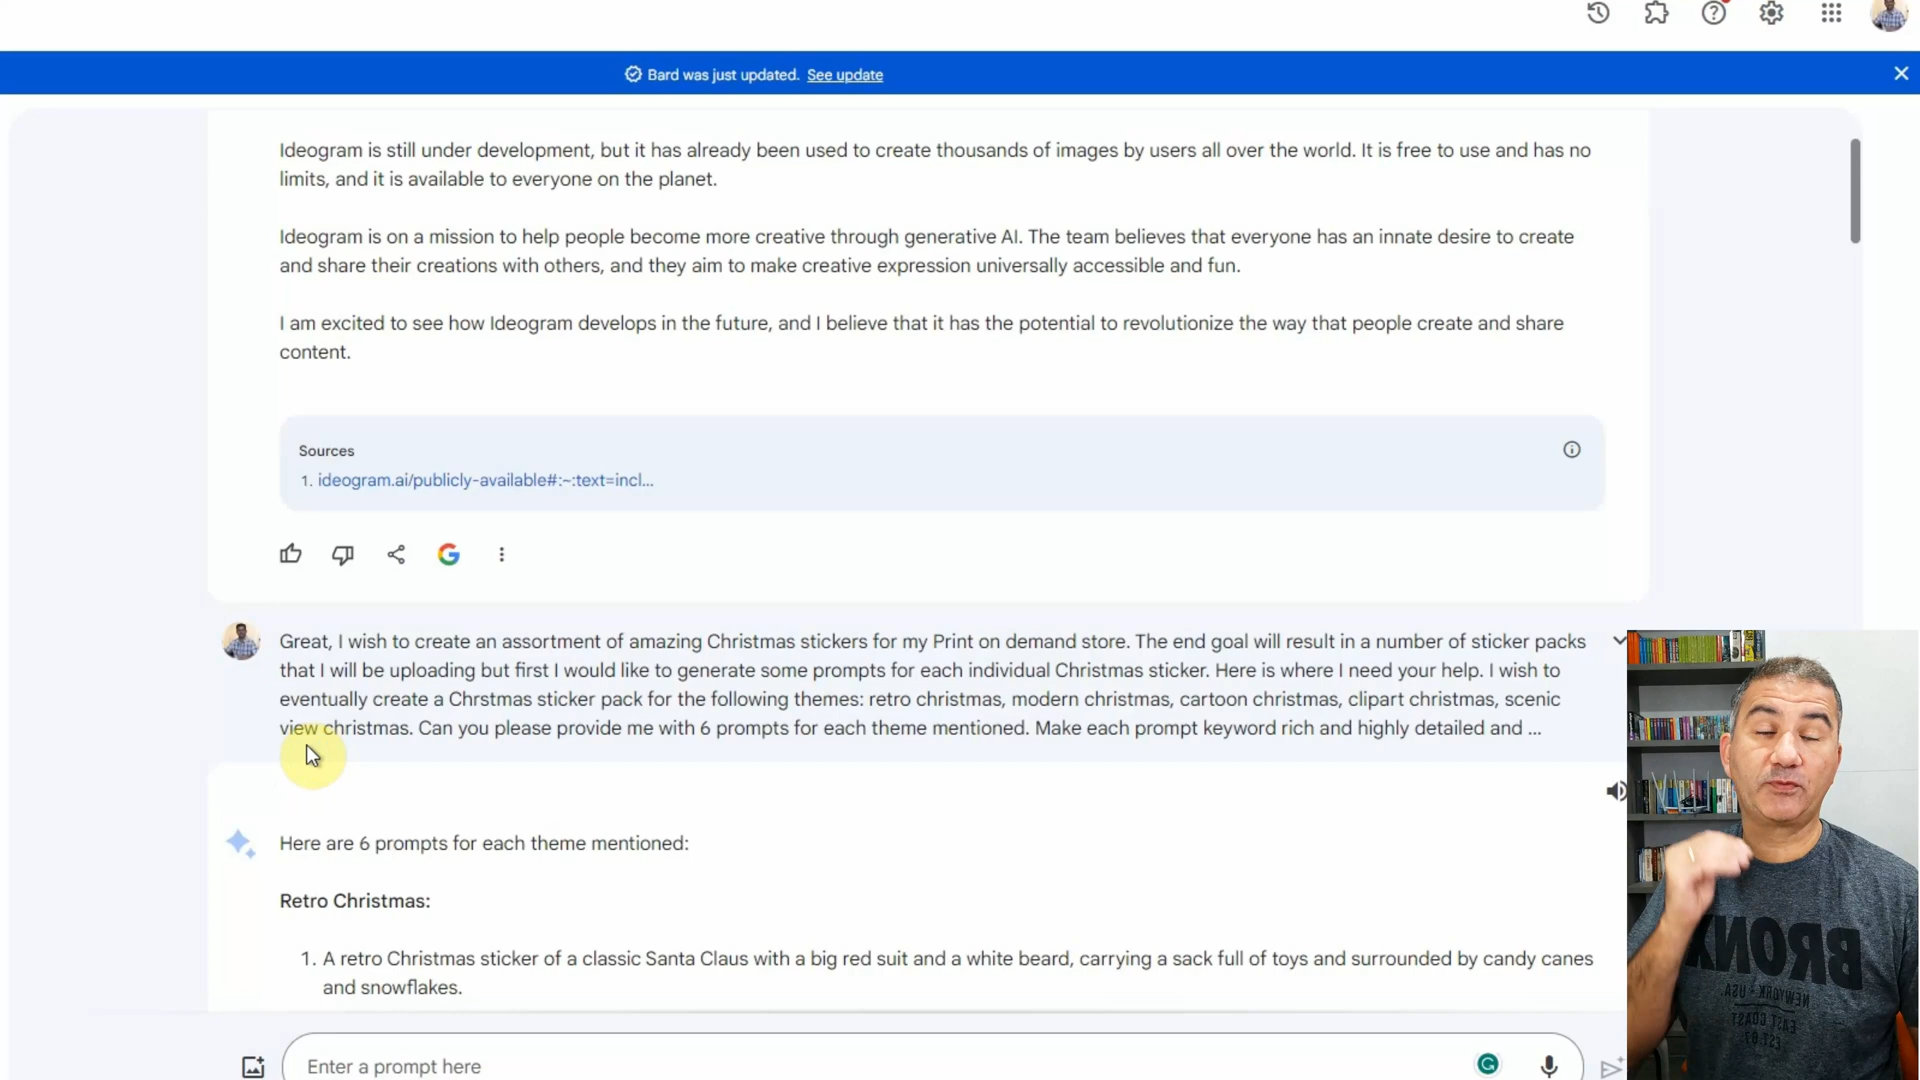 Bard was just updated. See update
Ideogram is still under development, but it has already been used to create thousands of images by users all over the world. It is free to use and has no
limits, and it is available to everyone on the planet.
Ideogram is on a mission to help people become more creative through generative AI. The team believes that everyone has an innate desire to create
and share their creations with others, and they aim to make creative expression universally accessible and fun.
I am excited to see how Ideogram develops in the future, and I believe that it has the potential to revolutionize the way that people create and share
content.
Sources
1. ideogram.ai/publicly-available#:~:text=incl...
Great, I wish to create an assortment of amazing Christmas stickers for my Print on demand store. The end goal will result in a number of sticker packs
that I will be uploading but first I would like to generate some prompts for each individual Christmas sticker. Here is where I need your help. I wish to
eventually create a Chrstmas sticker pack for the following themes: retro christmas, modern christmas, cartoon christmas, clipart christmas, scenic
view christmas. Can you please provide me with 6 prompts for each theme mentioned. Make each prompt keyword rich and highly detailed and ...
Here are 6 prompts for each theme mentioned:
Retro Christmas:
1. A retro Christmas sticker of a classic Santa Claus with a big red suit and a white beard, carrying a sack full of toys and surrounded by candy canes
and snowflakes.
Enter a prompt here
BRONX
NEWYORK - USA
EAST COAST
EST. 87